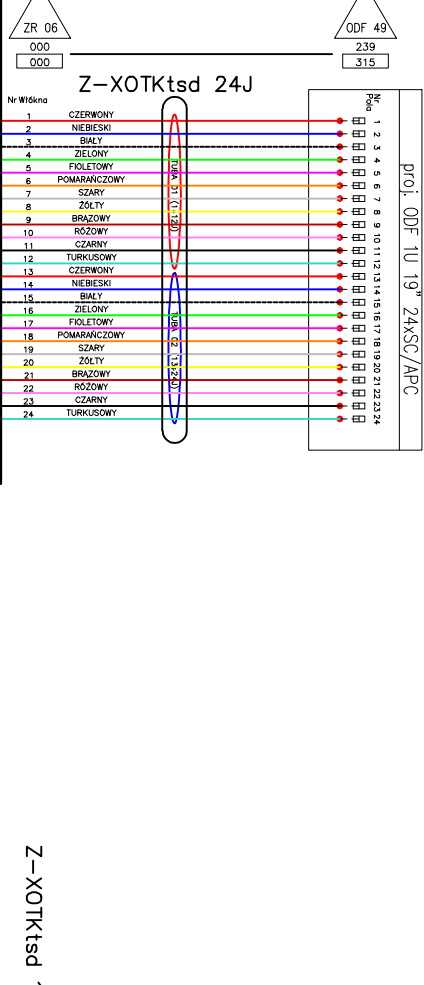 ZR 06
ODF 49
000
239
000
315
Z-XOTKtsd 24J
Nr Włókna
Nr Pola
1 CZERWONY 1
2 NIEBIESKI 2
3 BIAŁY 3
4 ZIELONY 4
5 FIOLETOWY 5
6 POMARAŃCZOWY 6
7 SZARY 7
8 ŻÓŁTY 8
9 BRĄZOWY 9
10 RÓŻOWY 10
11 CZARNY 11
12 TURKUSOWY 12
13 CZERWONY 13
14 NIEBIESKI 14
15 BIAŁY 15
16 ZIELONY 16
17 FIOLETOWY 17
18 POMARAŃCZOWY 18
19 SZARY 19
20 ŻÓŁTY 20
21 BRĄZOWY 21
22 RÓŻOWY 22
23 CZARNY 23
24 TURKUSOWY 24
TUBA 01 (1-12J)
TUBA 02 (13-24J)
proj. ODF 1U 19" 24xSC/APC
Z-XOTKtsd